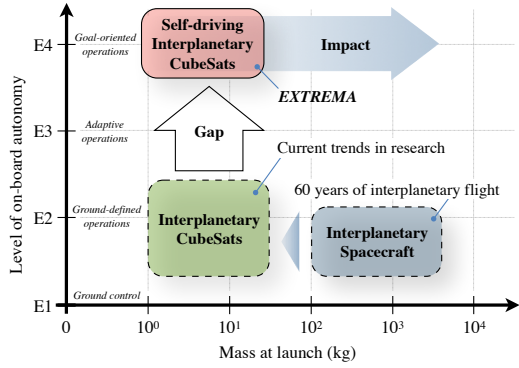 Level of on-board autonomy
E4
Goal-oriented
operations
Self-driving
Interplanetary
CubeSats
Impact
EXTREMA
E3
Adaptive
operations
Gap
Current trends in research
60 years of interplanetary flight
E2
Ground-defined
operations
Interplanetary
CubeSats
Interplanetary
Spacecraft
E1
Ground control
0
10⁰
10¹
10²
10³
10⁴
Mass at launch (kg)